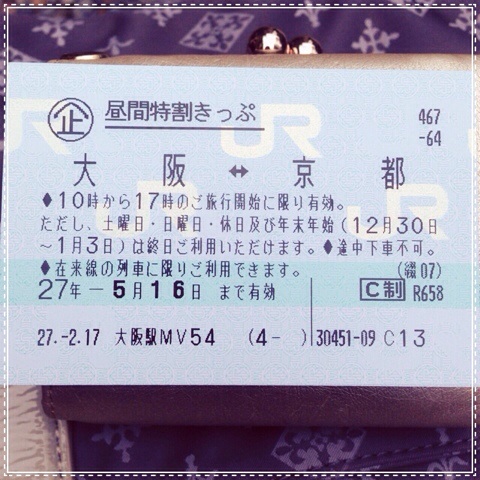 企 昼間特割きっぷ 467
-64
大阪 ↔ 京都
◆10時から17時のご旅行開始に限り有効。
ただし、土曜日・日曜日・休日及び年末年始(12月30日
~1月3日)は終日ご利用いただけます。◆途中下車不可。
◆在来線の列車に限りご利用できます。 (綴07)
27年-5月16日 まで有効 C制 R658
27.-2.17 大阪駅MV54 (4- ) 30451-09 C13
JR
JR